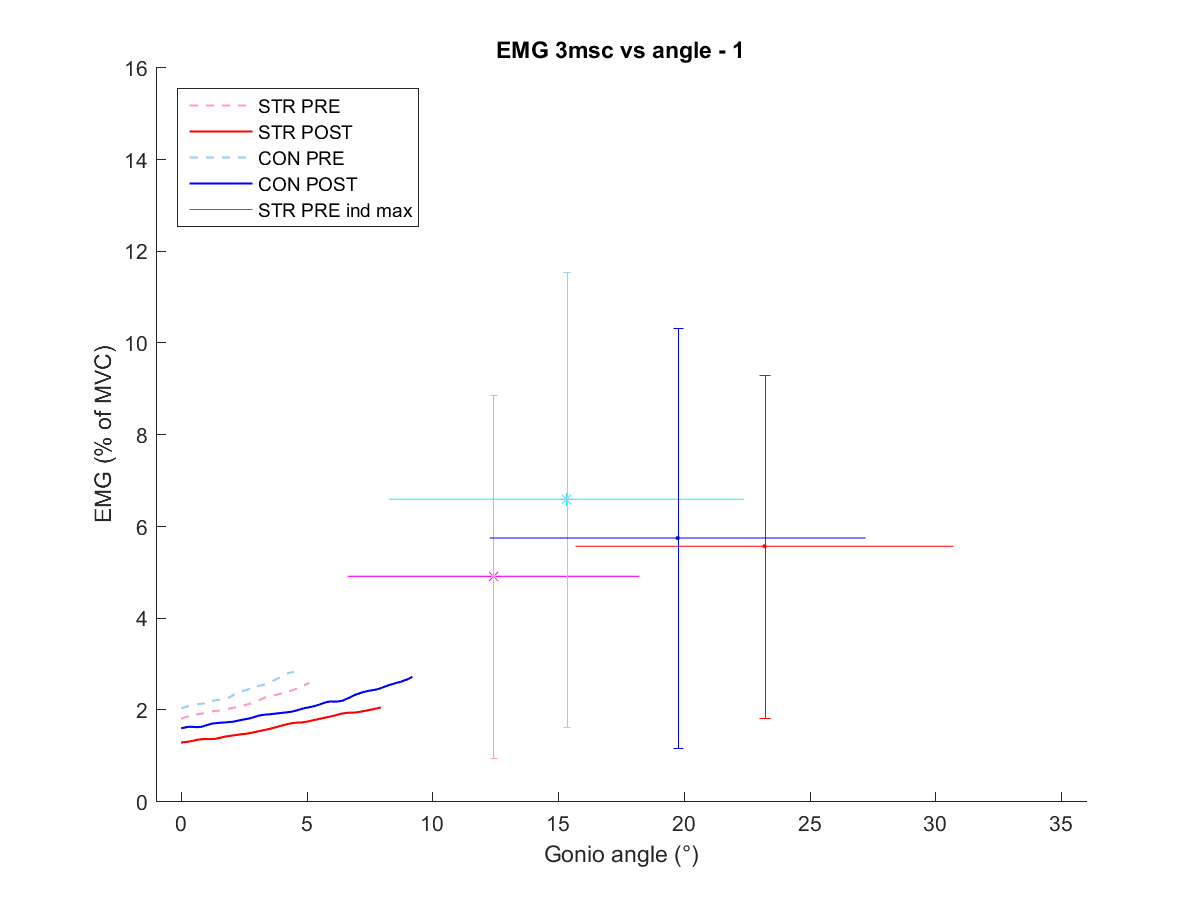 EMG 3msc vs angle - 1
16
14
12
10
8
6
4
2
0
EMG (% of MVC)
STR PRE
STR POST
CON PRE
CON POST
STR PRE ind max
0 5 10 15 20 25 30 35
Gonio angle (°)